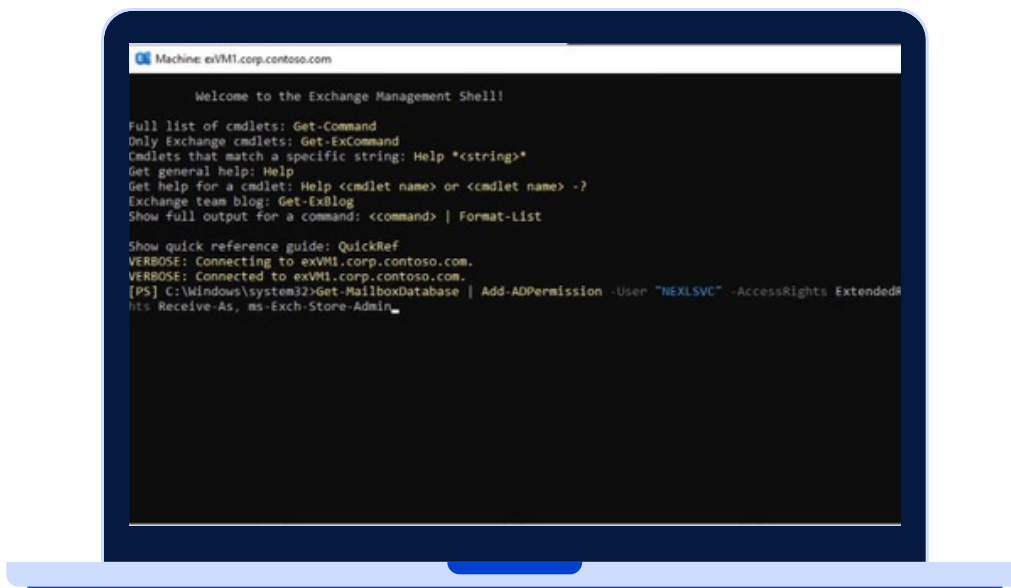 Machine: exVM1.corp.contoso.com
Welcome to the Exchange Management Shell!
Full list of cmdlets: Get-Command
Only Exchange cmdlets: Get-ExCommand
Cmdlets that match a specific string: Help *<string>*
Get general help: Help
Get help for a cmdlet: Help <cmdlet name> or <cmdlet name> -?
Exchange team blog: Get-ExBlog
Show full output for a command: <command> | Format-List
Show quick reference guide: QuickRef
VERBOSE: Connecting to exVM1.corp.contoso.com.
VERBOSE: Connected to exVM1.corp.contoso.com.
[PS] C:\Windows\system32>Get-MailboxDatabase | Add-ADPermission -User "NEXLSVC" -AccessRights ExtendedR
hts Receive-As, ms-Exch-Store-Admin